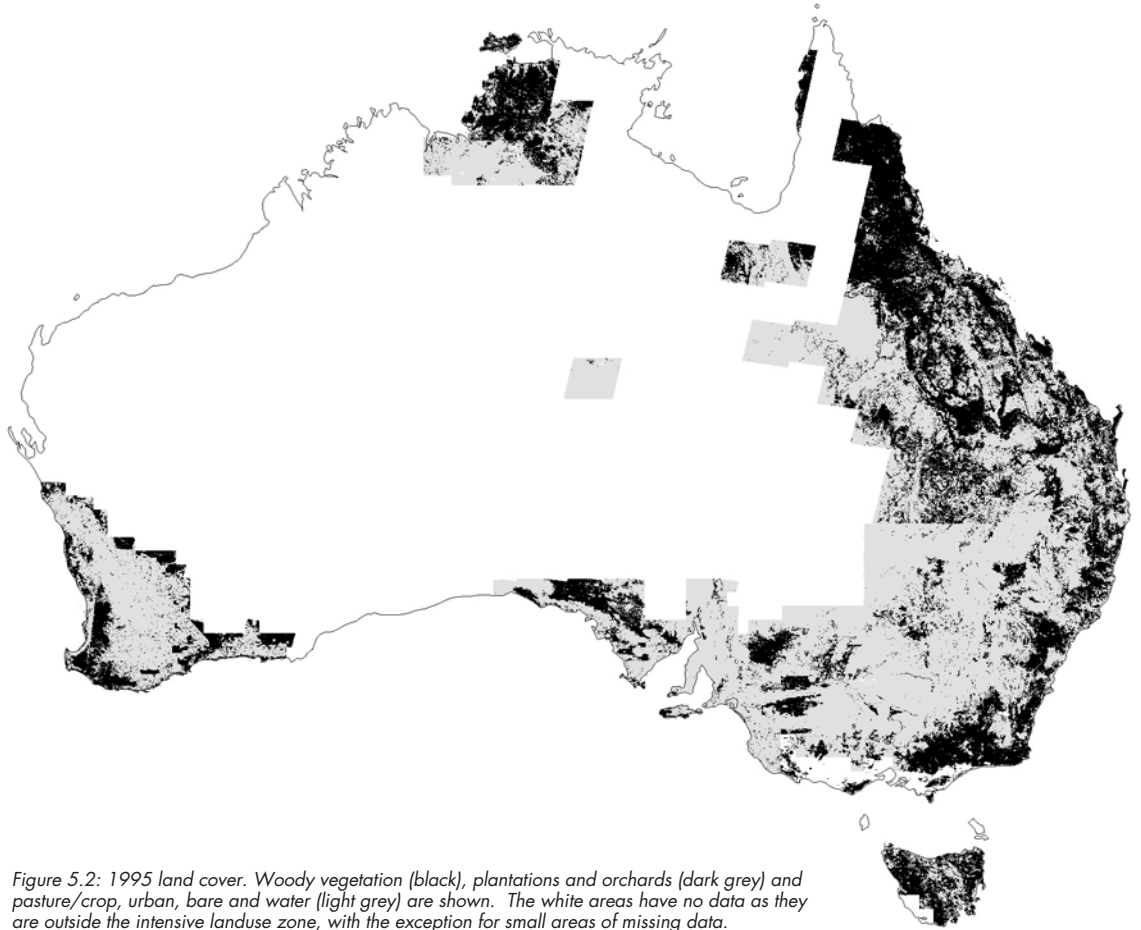 Figure 5.2: 1995 land cover. Woody vegetation (black), plantations and orchards (dark grey) and
pasture/crop, urban, bare and water (light grey) are shown. The white areas have no data as they
are outside the intensive landuse zone, with the exception for small areas of missing data.